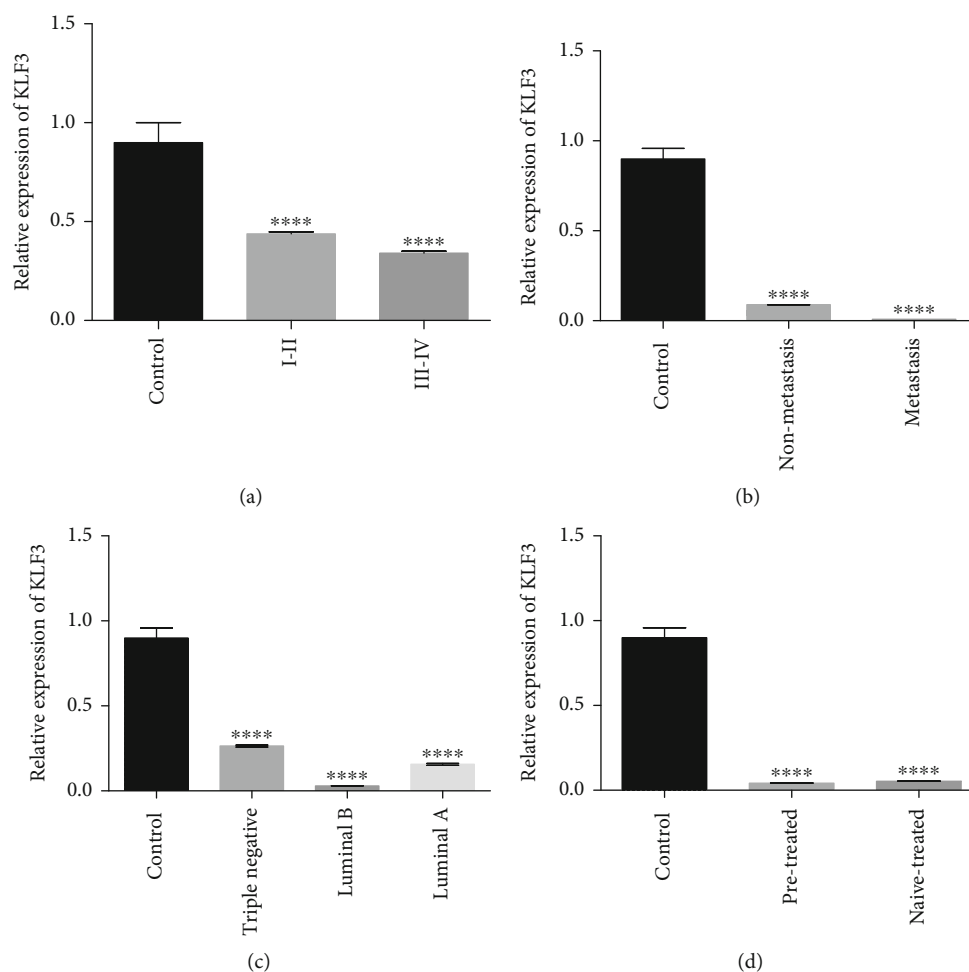 Relative expression of KLF3
1.5
1.0
0.5
0.0
****
****
Control
I-II
III-IV
(a)
Relative expression of KLF3
1.5
1.0
0.5
0.0
****
****
Control
Non-metastasis
Metastasis
(b)
Relative expression of KLF3
1.5
1.0
0.5
0.0
****
****
****
Control
Triple negative
Luminal B
Luminal A
(c)
Relative expression of KLF3
1.5
1.0
0.5
0.0
****
****
Control
Pre-treated
Naive-treated
(d)